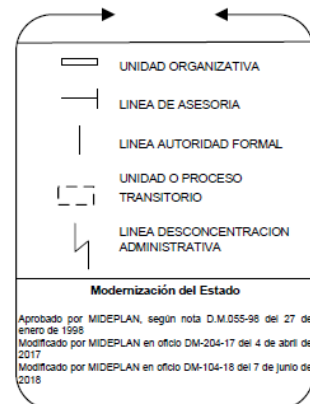 UNIDAD ORGANIZATIVA
LINEA DE ASESORIA
LINEA AUTORIDAD FORMAL
UNIDAD O PROCESO
TRANSITORIO
LINEA DESCONCENTRACION
ADMINISTRATIVA
Modernización del Estado
Aprobado por MIDEPLAN, según nota D.M.055-98 del 27 de
enero de 1998
Modificado por MIDEPLAN en oficio DM-204-17 del 4 de abril de
2017
Modificado por MIDEPLAN en oficio DM-104-18 del 7 de junio de
2018